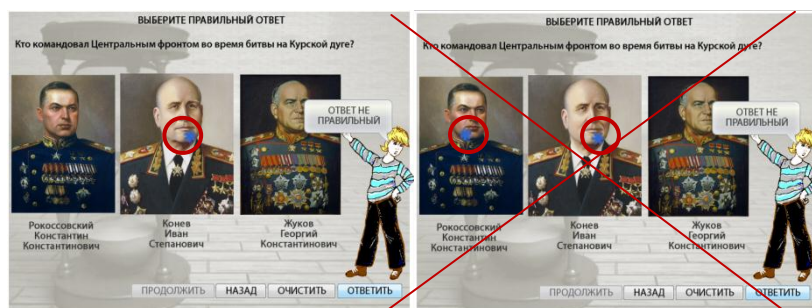 ВЫБЕРИТЕ ПРАВИЛЬНЫЙ ОТВЕТ
Кто командовал Центральным фронтом во время битвы на Курской дуге?
ОТВЕТ НЕ
ПРАВИЛЬНЫЙ
Рокоссовский
Константин
Константинович
Конев
Иван
Степанович
Жуков
Георгий
Константинович
ПРОДОЛЖИТЬ
НАЗАД
ОЧИСТИТЬ
ОТВЕТИТЬ
ВЫБЕРИТЕ ПРАВИЛЬНЫЙ ОТВЕТ
Кто командовал Центральным фронтом во время битвы на Курской дуге?
ОТВЕТ НЕ
ПРАВИЛЬНЫЙ
Рокоссовский
Константин
Константинович
Конев
Иван
Степанович
Жуков
Георгий
Константинович
ПРОДОЛЖИТЬ
НАЗАД
ОЧИСТИТЬ
ОТВЕТИТЬ